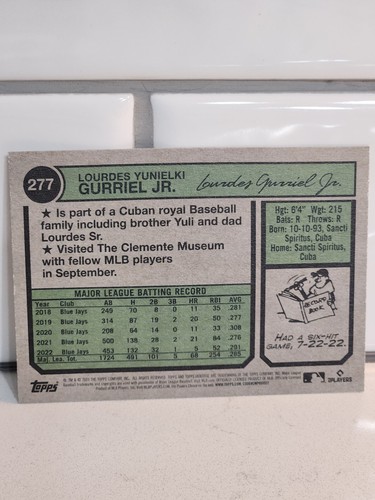 277
LOURDES YUNIELKI
GURRIEL JR.
Lourdes Gurriel Jr.
★ Is part of a Cuban royal Baseball
family including brother Yuli and dad
Lourdes Sr.
★ Visited The Clemente Museum
with fellow MLB players
in September.
Hgt: 6'4" Wgt: 215
Bats: R Throws: R
Born: 10-10-93, Sancti
Spiritus, Cuba
Home: Sancti Spiritus,
Cuba
MAJOR LEAGUE BATTING RECORD
Year Club AB H 2B 3B HR RBI AVG
2018 Blue Jays 249 70 8 0 11 35 .281
2019 Blue Jays 314 87 19 2 20 50 .277
2020 Blue Jays 208 64 14 0 11 33 .308
2021 Blue Jays 500 138 28 2 21 84 .276
2022 Blue Jays 453 132 32 1 5 52 .291
Maj. Lea. Tot. 1724 491 101 5 68 254 .285
RECORD
BOOK
HAD A SIX-HIT
GAME, 7-22-22.
Topps
PLAYERS